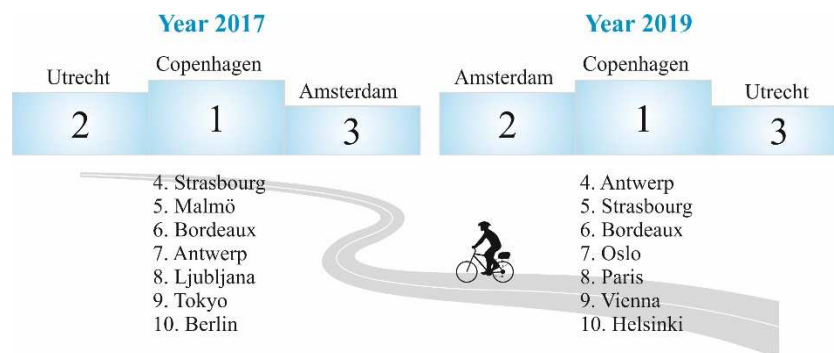 Year 2017
Utrecht
Copenhagen
Amsterdam
2
1
3
4. Strasbourg
5. Malmö
6. Bordeaux
7. Antwerp
8. Ljubljana
9. Tokyo
10. Berlin
Year 2019
Amsterdam
Copenhagen
Utrecht
2
1
3
4. Antwerp
5. Strasbourg
6. Bordeaux
7. Oslo
8. Paris
9. Vienna
10. Helsinki